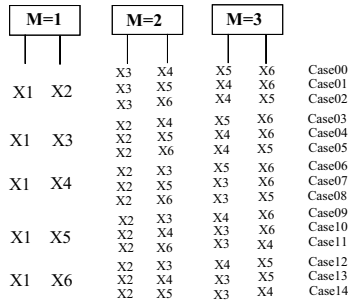 M=1 M=2 M=3
X3 X4 X5 X6 Case00
X1 X2 X3 X5 X4 X6 Case01
X3 X6 X4 X5 Case02
X2 X4 X5 X6 Case03
X1 X3 X2 X5 X4 X6 Case04
X2 X6 X4 X5 Case05
X2 X3 X5 X6 Case06
X1 X4 X2 X5 X3 X6 Case07
X2 X6 X3 X5 Case08
X2 X3 X4 X6 Case09
X1 X5 X2 X4 X3 X6 Case10
X2 X6 X3 X4 Case11
X2 X3 X4 X5 Case12
X1 X6 X2 X4 X3 X5 Case13
X2 X5 X3 X4 Case14